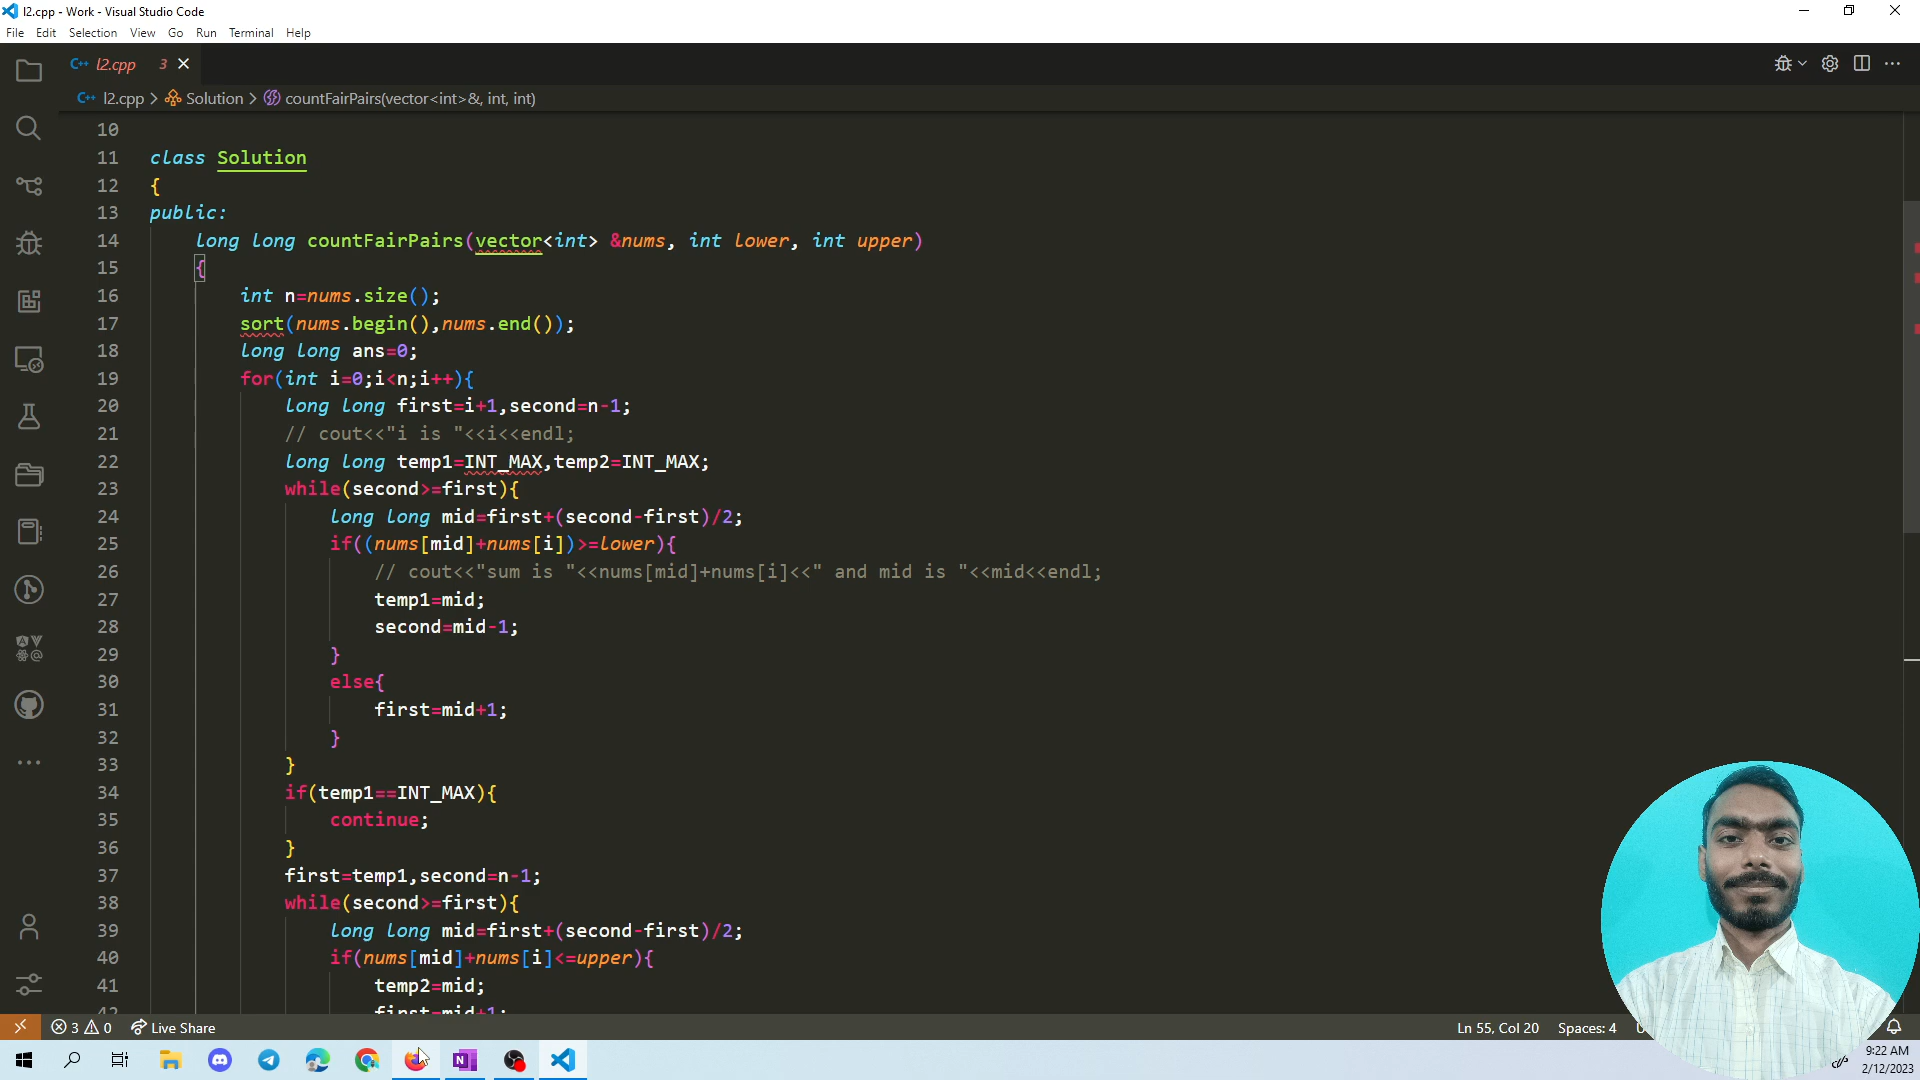 l2.cpp - Work - Visual Studio Code
File Edit Selection View Go Run Terminal Help
C++ l2.cpp 3
C++ l2.cpp > Solution > countFairPairs(vector<int>&, int, int)
10
11 class Solution
12 {
13 public:
14 long long countFairPairs(vector<int> &nums, int lower, int upper)
15 {
16 int n=nums.size();
17 sort(nums.begin(),nums.end());
18 long long ans=0;
19 for(int i=0;i<n;i++){
20 long long first=i+1,second=n-1;
21 // cout<<"i is "<<i<<endl;
22 long long temp1=INT_MAX,temp2=INT_MAX;
23 while(second>=first){
24 long long mid=first+(second-first)/2;
25 if((nums[mid]+nums[i])>=lower){
26 // cout<<"sum is "<<nums[mid]+nums[i]<<" and mid is "<<mid<<endl;
27 temp1=mid;
28 second=mid-1;
29 }
30 else{
31 first=mid+1;
32 }
33 }
34 if(temp1==INT_MAX){
35 continue;
36 }
37 first=temp1,second=n-1;
38 while(second>=first){
39 long long mid=first+(second-first)/2;
40 if(nums[mid]+nums[i]<=upper){
41 temp2=mid;
42 first=mid+1;
3 0 Live Share Ln 55, Col 20 Spaces: 4 U
9:22 AM
2/12/2023